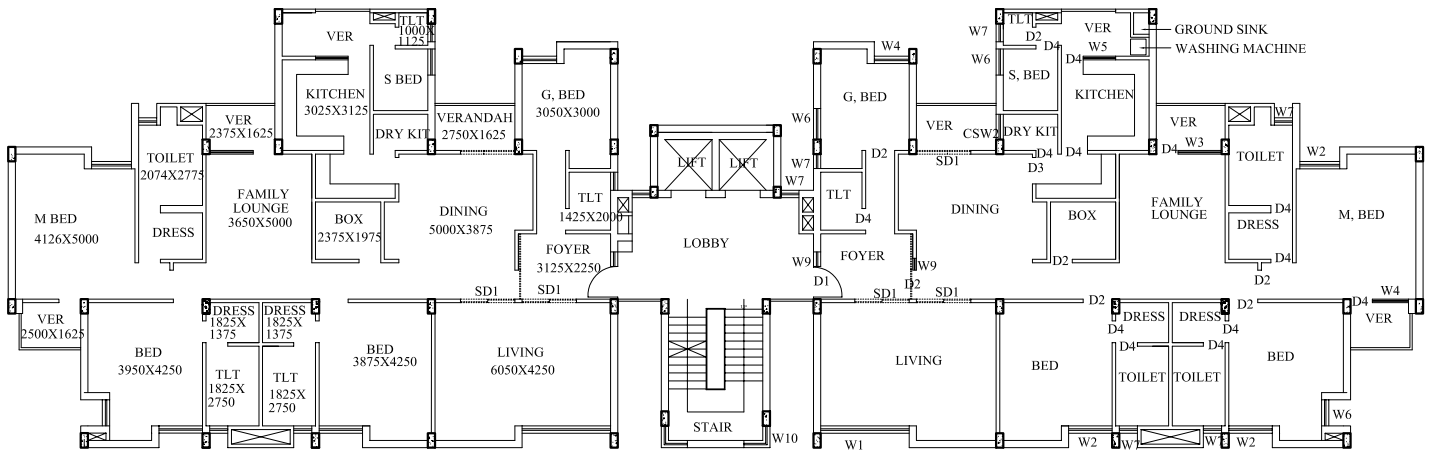 TLT
1000X
1125
VER
S BED
KITCHEN
3025X3125
DRY KIT
VER
2375X1625
VERANDAH
2750X1625
G, BED
3050X3000
TOILET
2074X2775
DRESS
M BED
4126X5000
FAMILY
LOUNGE
3650X5000
BOX
2375X1975
DINING
5000X3875
TLT
1425X2000
FOYER
3125X2250
SD1
SD1
VER
2500X1625
BED
3950X4250
DRESS
1825X
1375
DRESS
1825X
1375
TLT
1825X
2750
TLT
1825X
2750
BED
3875X4250
LIVING
6050X4250
LIFT
LIFT
LOBBY
STAIR
W10
W7
W9
D1
W4
G, BED
W6
W7
D2
TLT
D4
FOYER
W9
D2
SD1
SD1
VER
CSW2
SD1
TLT
D2
W7
W6
D4
S, BED
VER
W5
D4
GROUND SINK
WASHING MACHINE
KITCHEN
DRY KIT
D4
D3
D4
DINING
BOX
D2
VER
D4
W3
FAMILY
LOUNGE
W7
TOILET
D4
DRESS
D4
D2
W2
M, BED
W4
D4
VER
LIVING
W1
D2
BED
W2
DRESS
D4
D4
TOILET
W7
DRESS
D4
D4
TOILET
W7
D2
BED
W6
W2